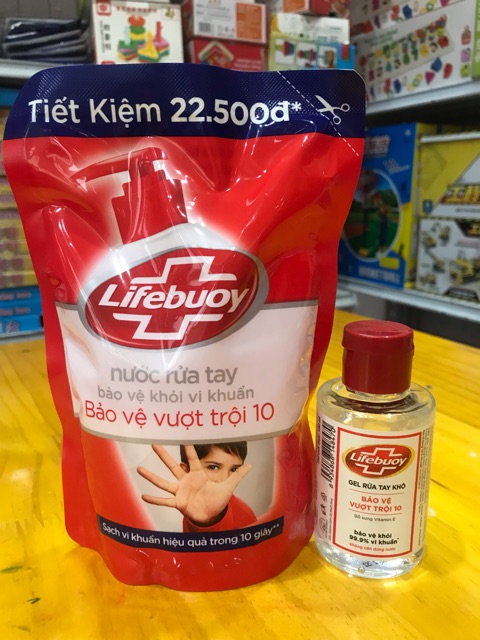 Tiết Kiệm 22.500đ*
Lifebuoy
nước rửa tay
bảo vệ khỏi vi khuẩn
Bảo vệ vượt trội 10
Sạch vi khuẩn hiệu quả trong 10 giây**
Lifebuoy
GEL RỬA TAY KHÔ
BẢO VỆ
VƯỢT TRỘI 10
Bổ sung Vitamin E
bảo vệ khỏi
99.9% vi khuẩn*
không cần dùng nước